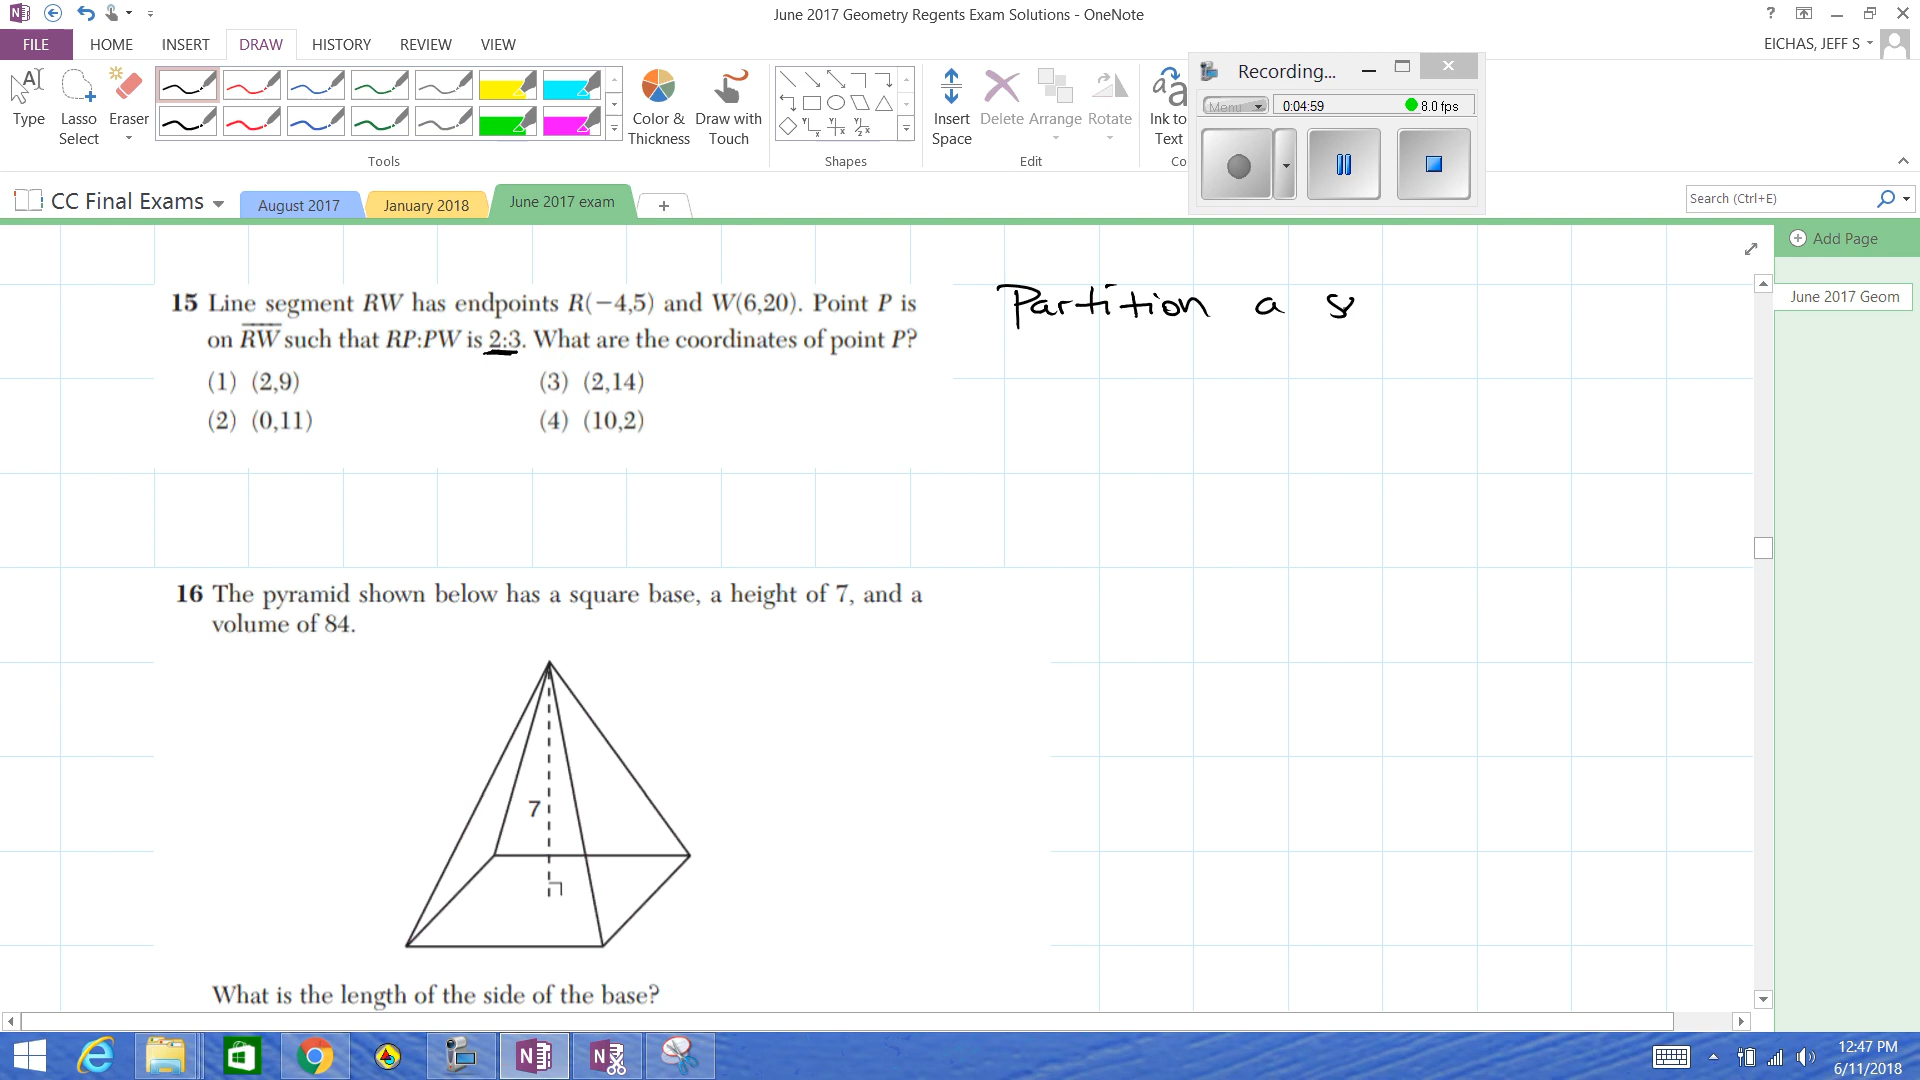 June 2017 Geometry Regents Exam Solutions - OneNote
?
FILE HOME INSERT DRAW HISTORY REVIEW VIEW
EICHAS, JEFF S
Recording...
Menu 0:04:59 8.0 fps
Type Lasso Select Eraser
Color & Thickness
Draw with Touch
Insert Space Delete Arrange Rotate
Ink to Text
Tools Shapes Edit Co
CC Final Exams August 2017 January 2018 June 2017 exam +
Search (Ctrl+E)
Add Page
June 2017 Geom
15 Line segment RW has endpoints R(−4,5) and W(6,20). Point P is
on RW such that RP:PW is 2:3. What are the coordinates of point P?
(1) (2,9) (3) (2,14)
(2) (0,11) (4) (10,2)
Partition a s
16 The pyramid shown below has a square base, a height of 7, and a
volume of 84.
7
What is the length of the side of the base?
12:47 PM
6/11/2018